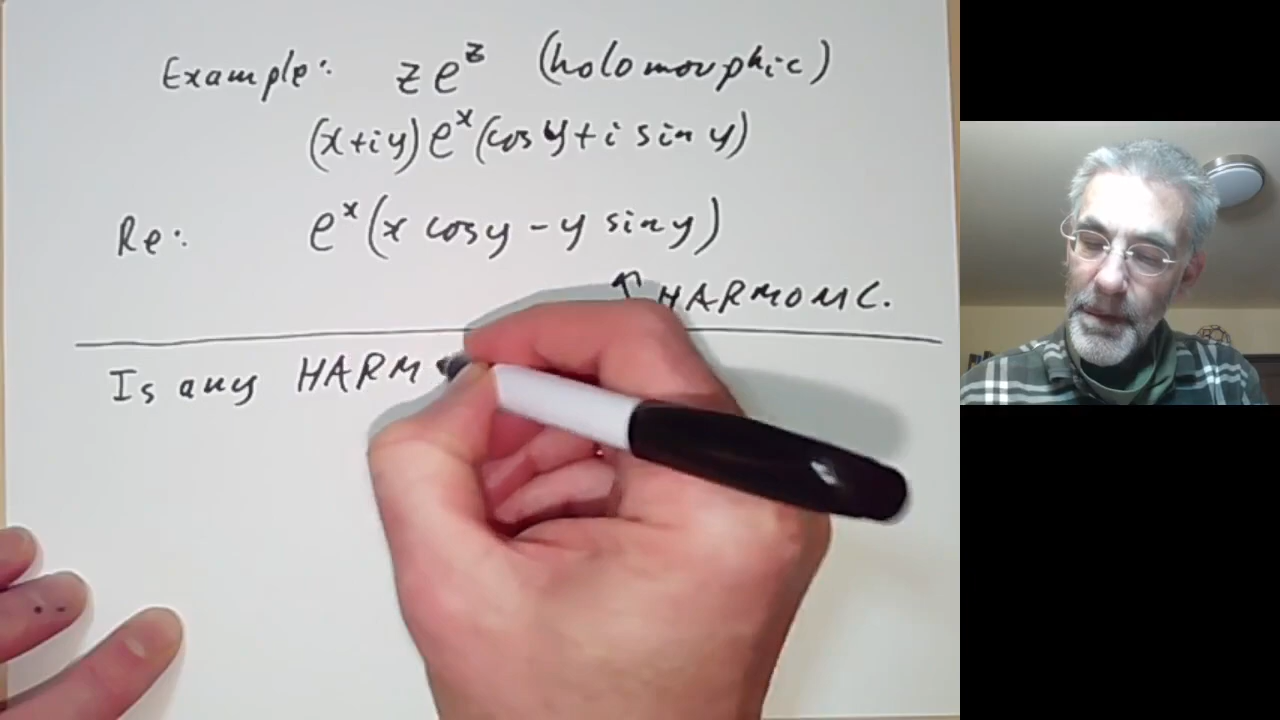 Example: ze^z (holomorphic)
(x+iy)e^x(cos y + i sin y)
Re: e^x(x cos y - y sin y)
↑ HARMONIC.
Is any HARM